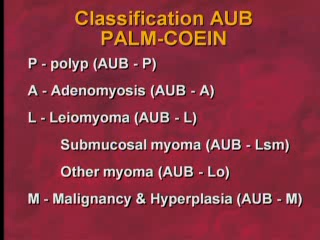 Classification AUB
PALM-COEIN
P - polyp (AUB - P)
A - Adenomyosis (AUB - A)
L - Leiomyoma (AUB - L)
Submucosal myoma (AUB - Lsm)
Other myoma (AUB - Lo)
M - Malignancy & Hyperplasia (AUB - M)